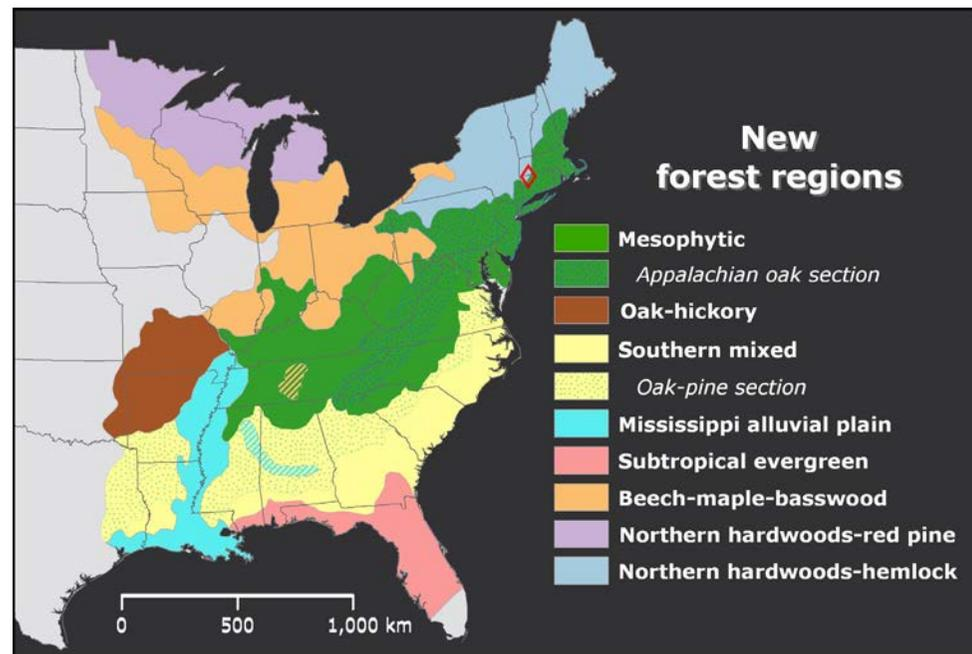 New
forest regions
Mesophytic
Appalachian oak section
Oak-hickory
Southern mixed
Oak-pine section
Mississippi alluvial plain
Subtropical evergreen
Beech-maple-basswood
Northern hardwoods-red pine
Northern hardwoods-hemlock
0 500 1,000 km